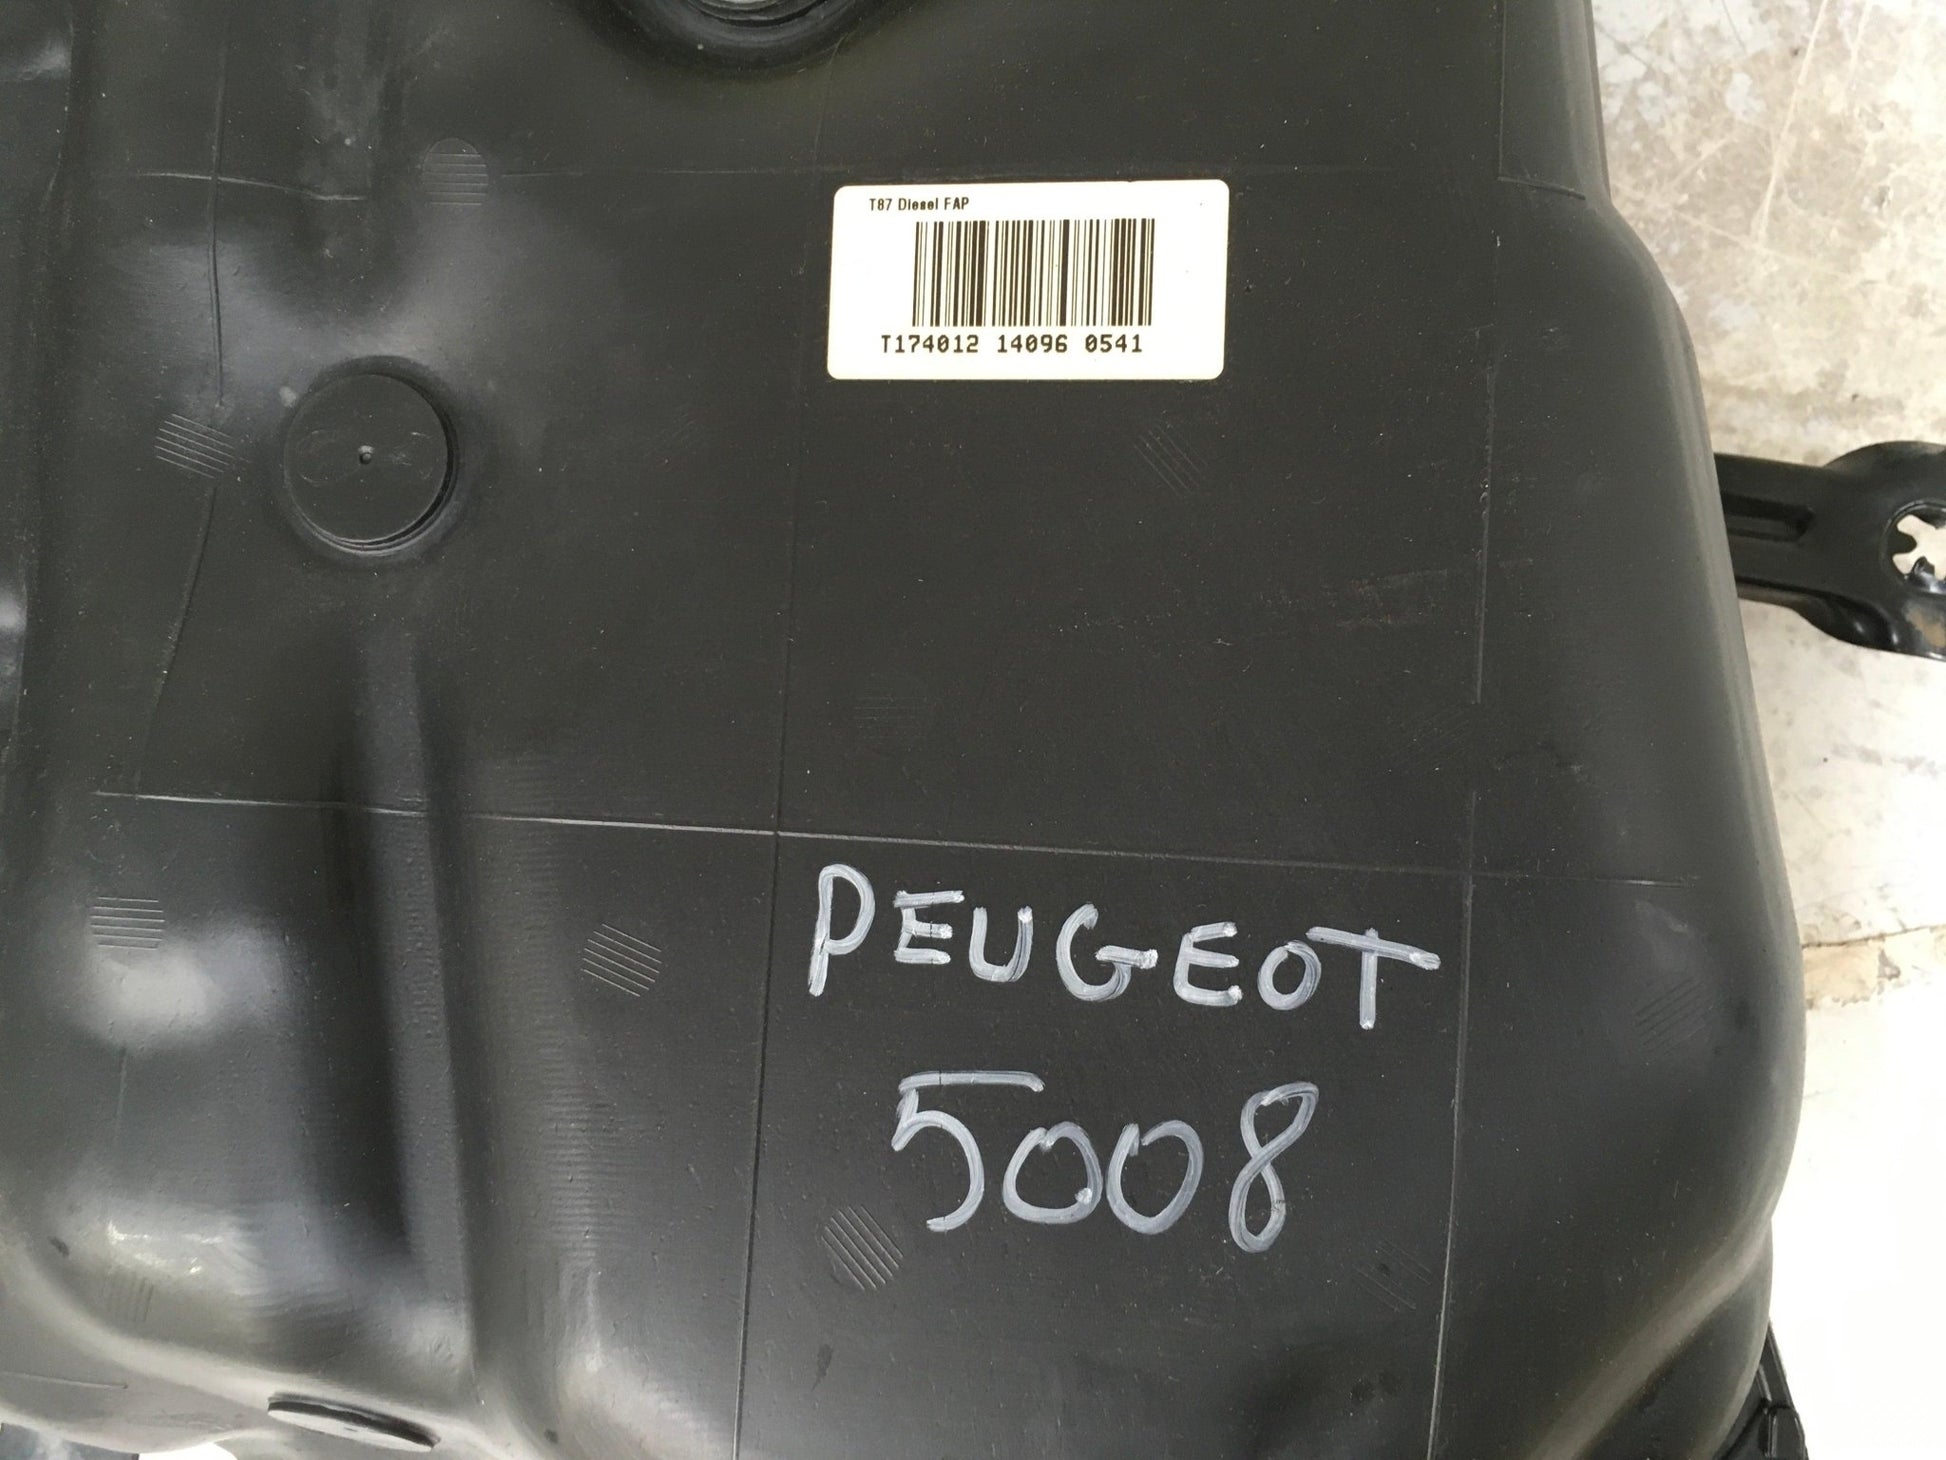 T87 Diesel FAP
T174012 14096 0541
PEUGEOT
5008